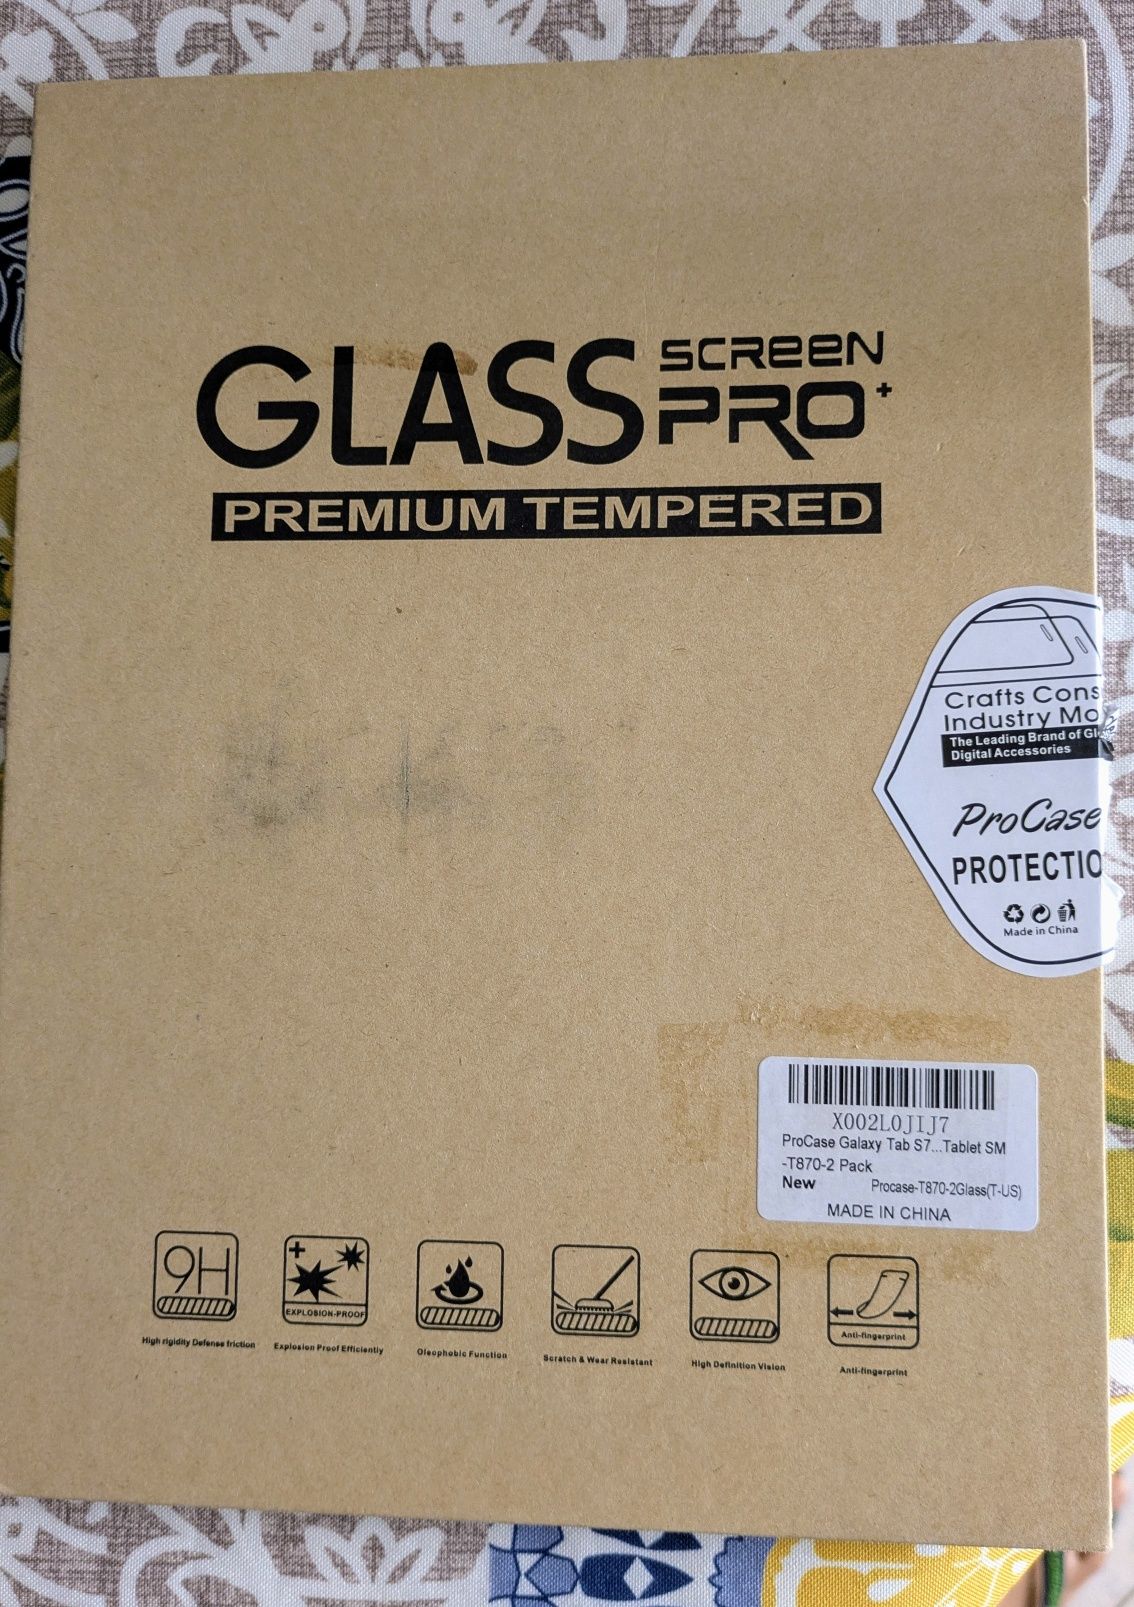 GLASS SCREEN
PRO+
PREMIUM TEMPERED
Crafts Cons
Industry Mo
The Leading Brand of Gl
Digital Accessories
ProCase
PROTECTIO
Made in China
X002L0JIJ7
ProCase Galaxy Tab S7...Tablet SM
-T870-2 Pack
New Procase-T870-2Glass(T-US)
MADE IN CHINA
9H
EXPLOSION-PROOF
Anti-fingerprint
High rigidity Defense friction
Explosion Proof Efficiently
Oleophobic Function
Scratch & Wear Resistant
High Definition Vision
Anti-fingerprint